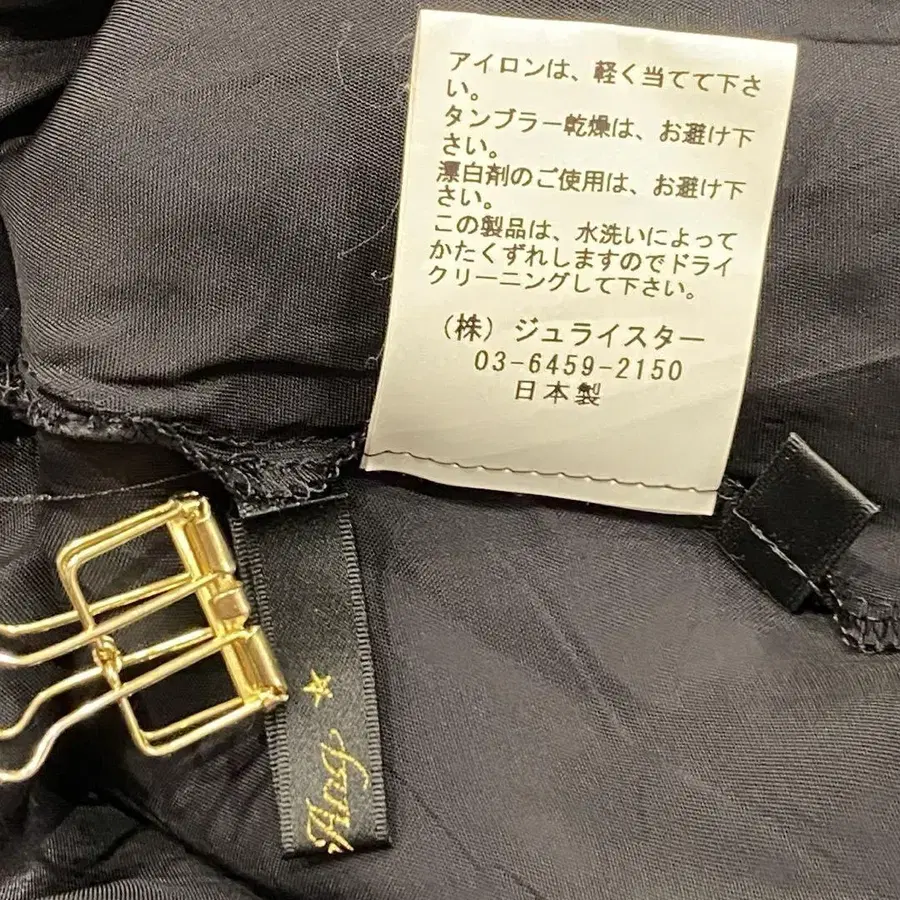 アイロンは、軽く当てて下さ
い。
タンブラー乾燥は、お避け下
さい。
漂白剤のご使用は、お避け下
さい。
この製品は、水洗いによって
かたくずれしますのでドライ
クリーニングして下さい。
(株) ジュライスター
03-6459-2150
日本製